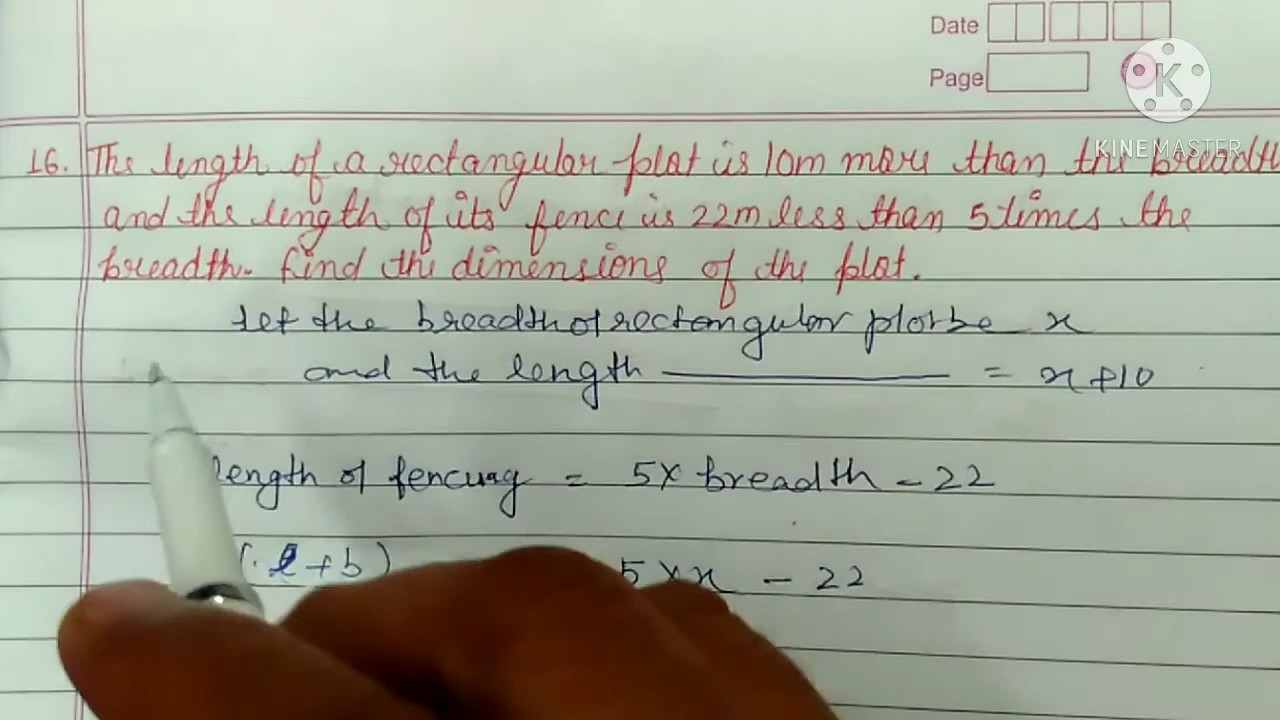 Date
Page
K
KINEMASTER
16. The length of a rectangular plot is 10m more than the breadth
and the length of its fence is 22m less than 5 times the
breadth. Find the dimensions of the plot.
let the breadth of rectangular plot be x
and the length ——— = x+10
length of fencing = 5x breadth - 22
(l+b) 5xx - 22